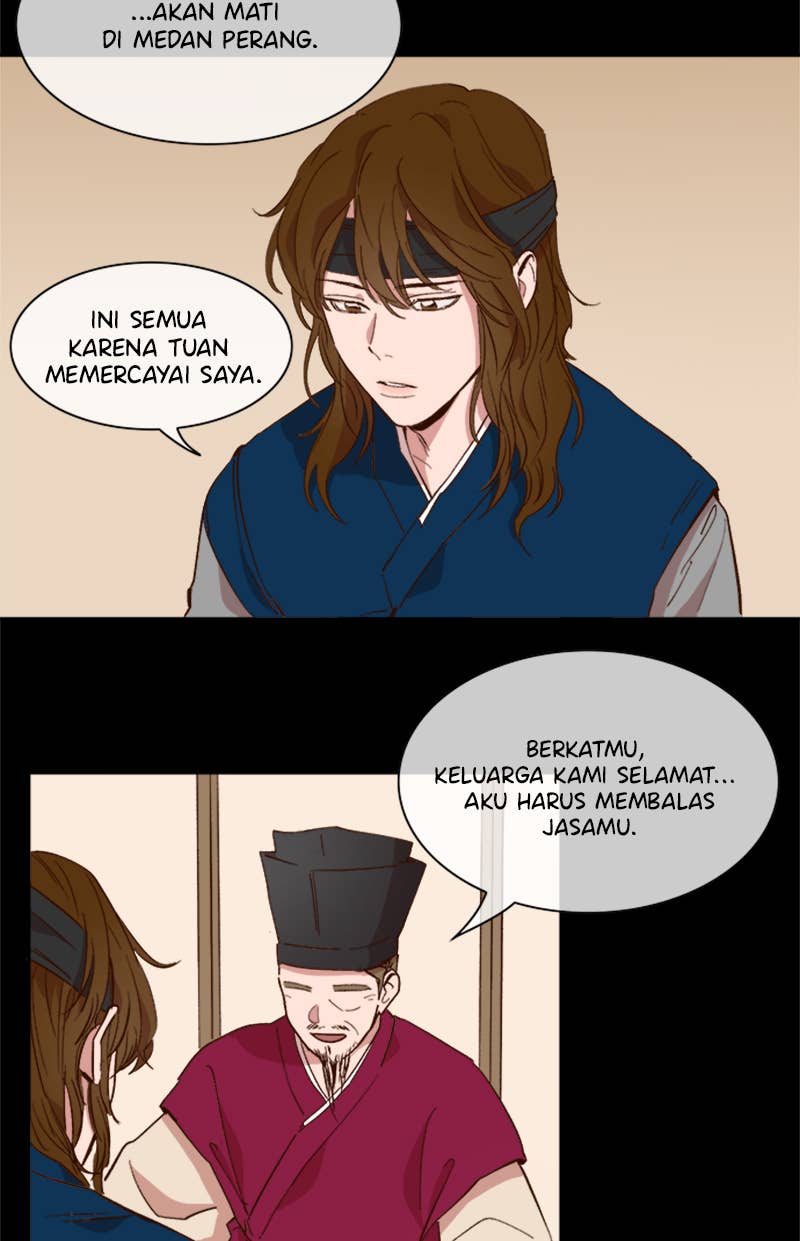 ...AKAN MATI
DI MEDAN PERANG.
INI SEMUA
KARENA TUAN
MEMERCAYAI SAYA.
BERKATMU,
KELUARGA KAMI SELAMAT...
AKU HARUS MEMBALAS
JASAMU.